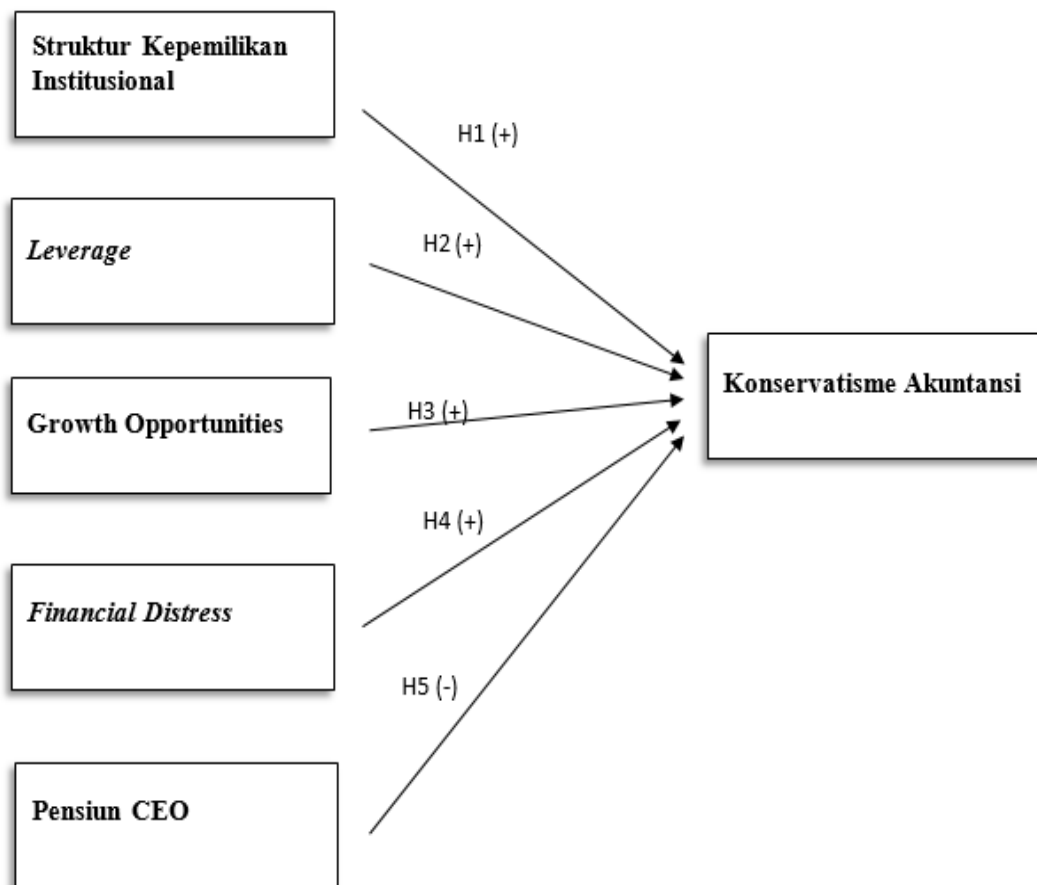 Struktur Kepemilikan
Institusional
H1 (+)
Leverage
H2 (+)
Growth Opportunities
H3 (+)
Konservatisme Akuntansi
Financial Distress
H4 (+)
Pensiun CEO
H5 (-)